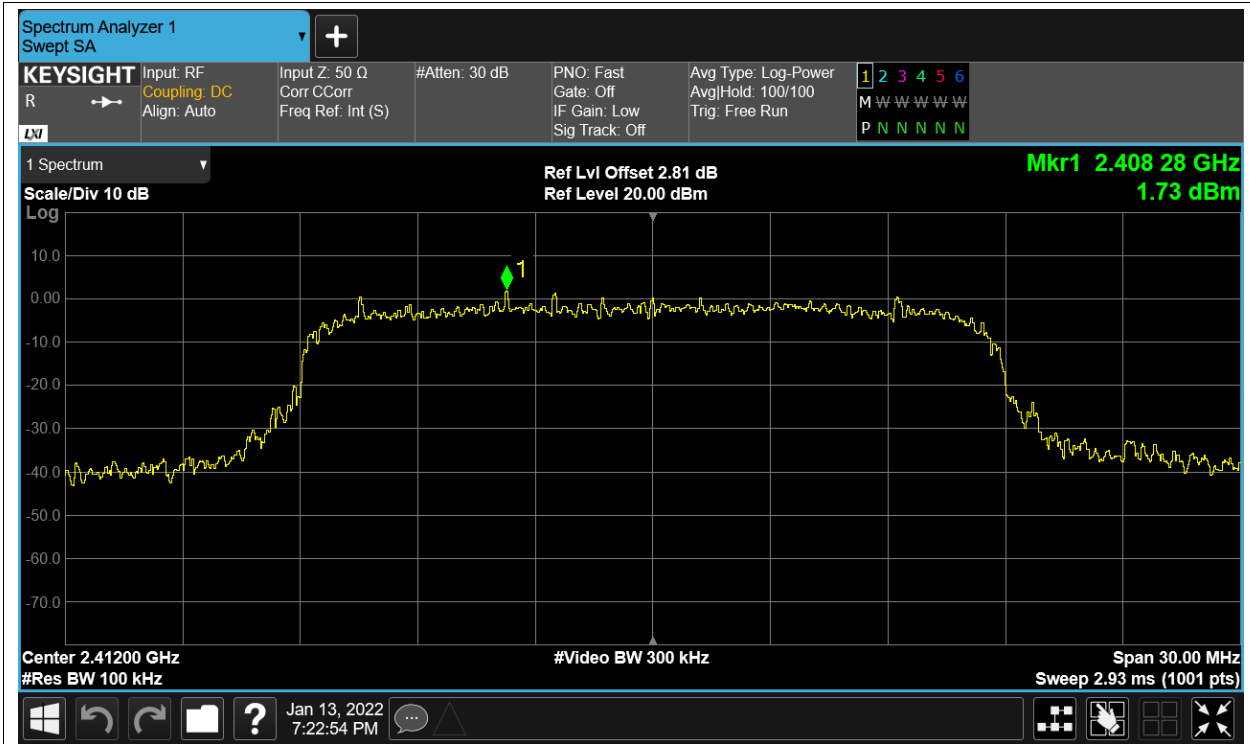 Spectrum Analyzer 1
Swept SA
KEYSIGHT
R
LXI
Input: RF
Coupling: DC
Align: Auto
Input Z: 50 Ω
Corr CCorr
Freq Ref: Int (S)
#Atten: 30 dB
PNO: Fast
Gate: Off
IF Gain: Low
Sig Track: Off
Avg Type: Log-Power
Avg|Hold: 100/100
Trig: Free Run
1 2 3 4 5 6
M W W W W W
P N N N N N
1 Spectrum
Scale/Div 10 dB
Log
Ref Lvl Offset 2.81 dB
Ref Level 20.00 dBm
Mkr1 2.408 28 GHz
1.73 dBm
1
10.0
0.00
-10.0
-20.0
-30.0
-40.0
-50.0
-60.0
-70.0
Center 2.41200 GHz
#Res BW 100 kHz
#Video BW 300 kHz
Span 30.00 MHz
Sweep 2.93 ms (1001 pts)
?
Jan 13, 2022
7:22:54 PM